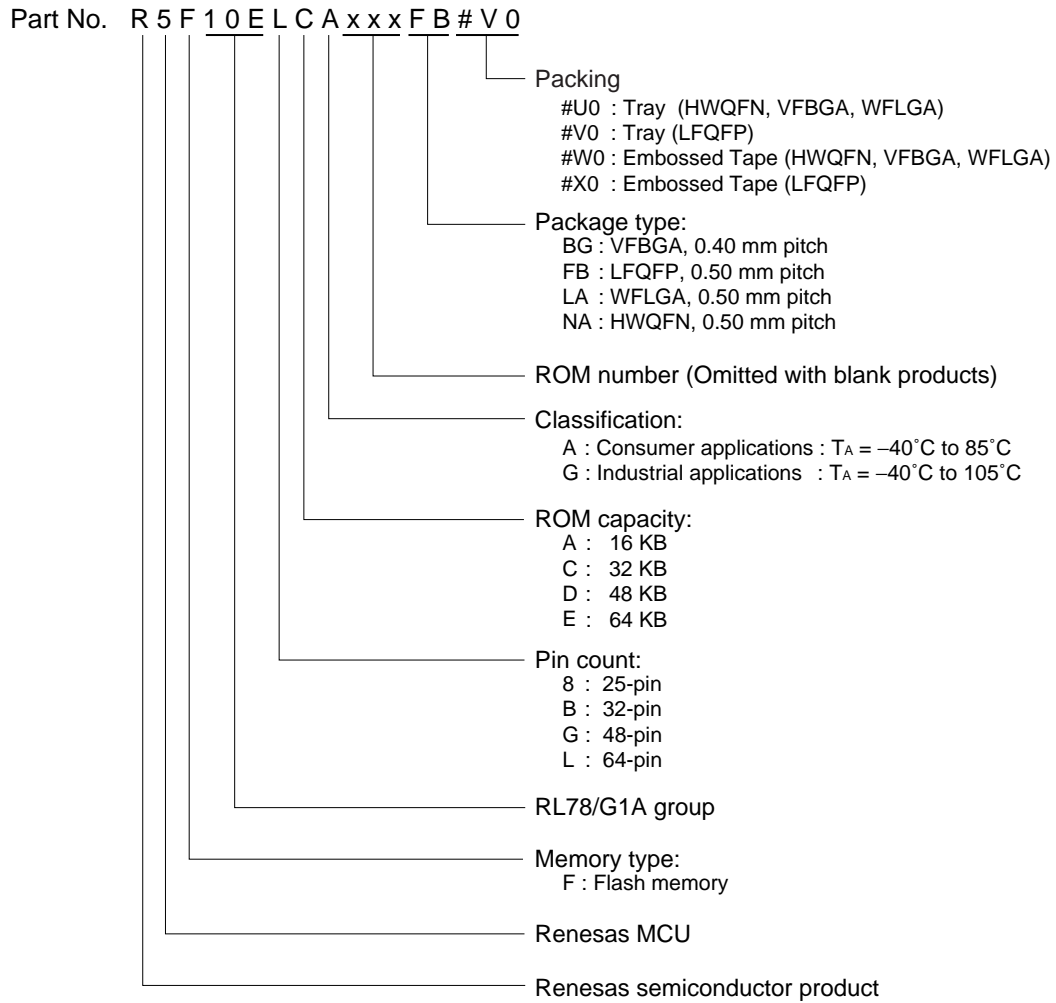 Part No. R 5 F 1 0 E L C A x x x F B # V 0
Packing
#U0 : Tray (HWQFN, VFBGA, WFLGA)
#V0 : Tray (LFQFP)
#W0 : Embossed Tape (HWQFN, VFBGA, WFLGA)
#X0 : Embossed Tape (LFQFP)
Package type:
BG : VFBGA, 0.40 mm pitch
FB : LFQFP, 0.50 mm pitch
LA : WFLGA, 0.50 mm pitch
NA : HWQFN, 0.50 mm pitch
ROM number (Omitted with blank products)
Classification:
A : Consumer applications : TA = −40˚C to 85˚C
G : Industrial applications : TA = −40˚C to 105˚C
ROM capacity:
A : 16 KB
C : 32 KB
D : 48 KB
E : 64 KB
Pin count:
8 : 25-pin
B : 32-pin
G : 48-pin
L : 64-pin
RL78/G1A group
Memory type:
F : Flash memory
Renesas MCU
Renesas semiconductor product